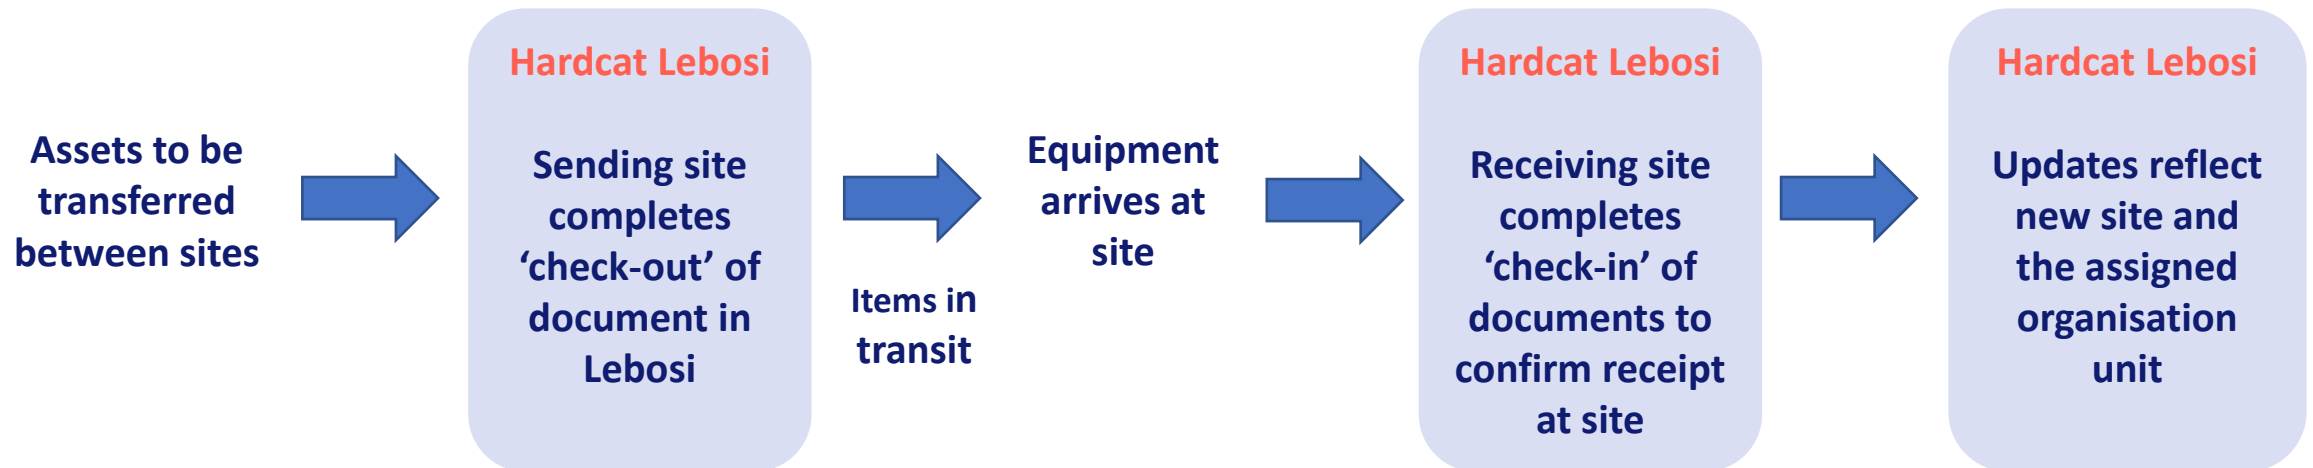 Assets to be
transferred
between sites
Hardcat Lebosi
Sending site
completes
‘check-out’ of
document in
Lebosi
Items in
transit
Equipment
arrives at
site
Hardcat Lebosi
Receiving site
completes
‘check-in’ of
documents to
confirm receipt
at site
Hardcat Lebosi
Updates reflect
new site and
the assigned
organisation
unit